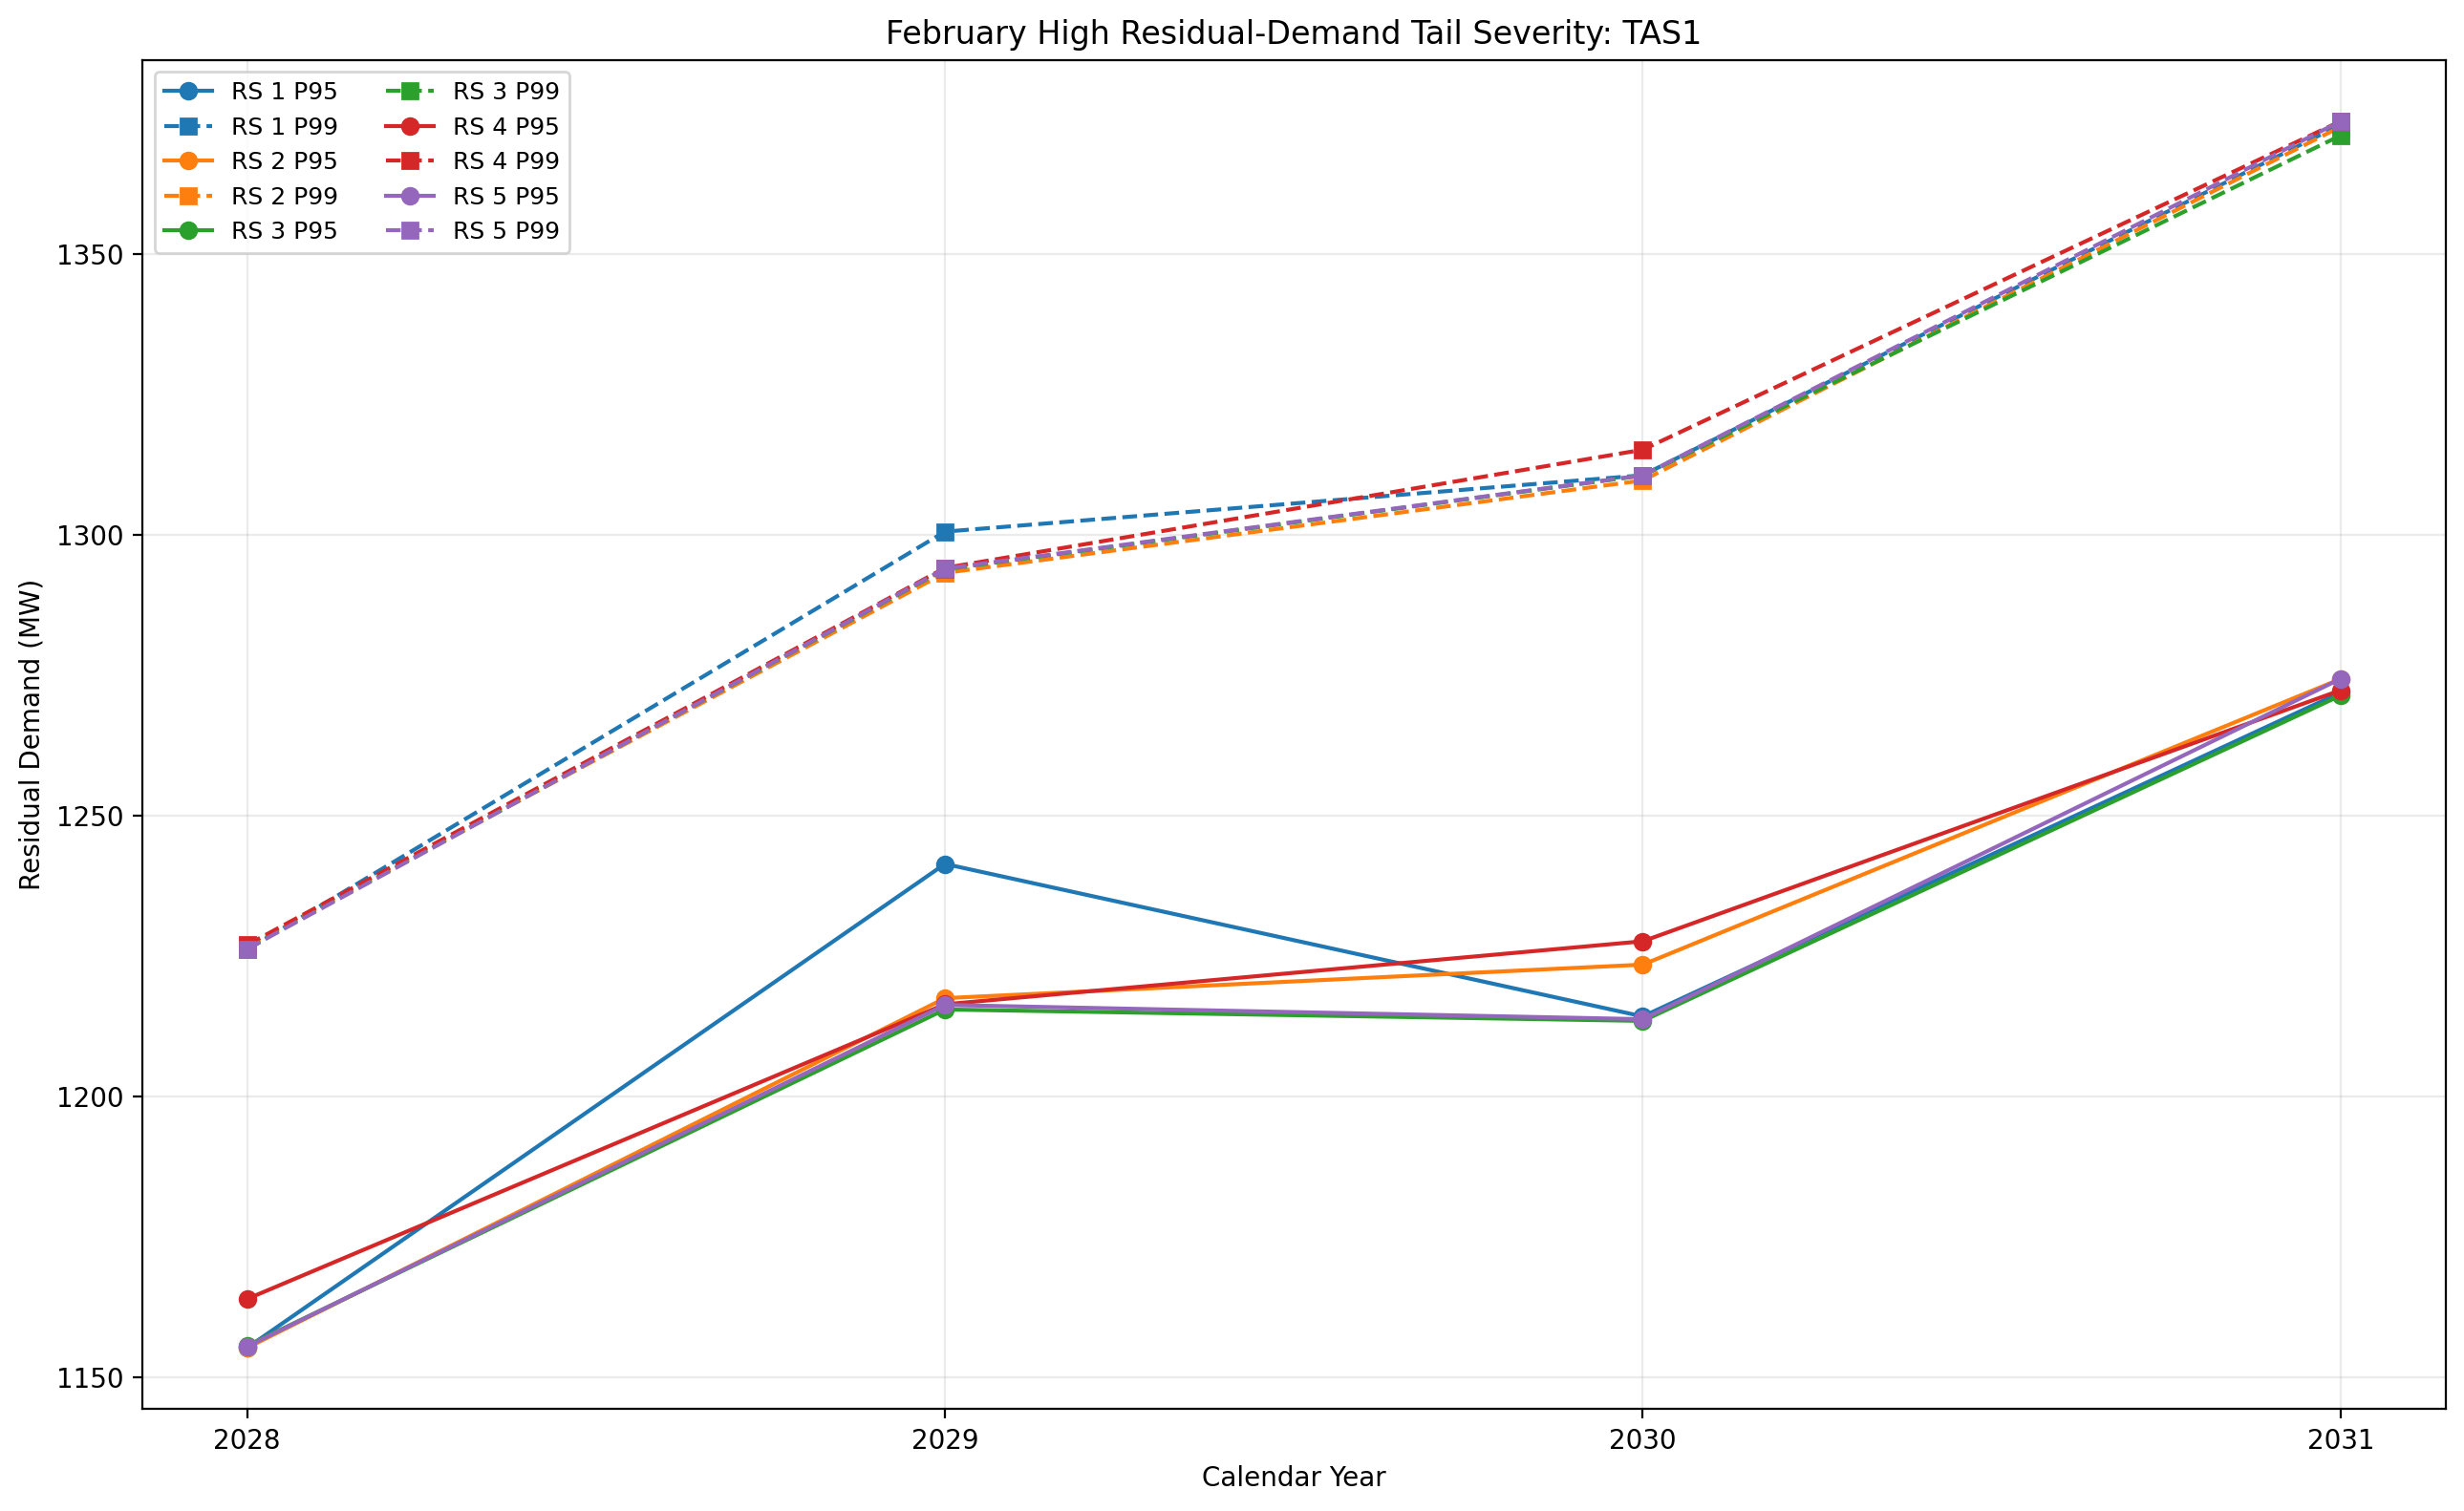 February High Residual-Demand Tail Severity: TAS1
RS 1 P95
RS 1 P99
RS 2 P95
RS 2 P99
RS 3 P95
RS 3 P99
RS 4 P95
RS 4 P99
RS 5 P95
RS 5 P99
Residual Demand (MW)
1350
1300
1250
1200
1150
2028 2029 2030 2031
Calendar Year